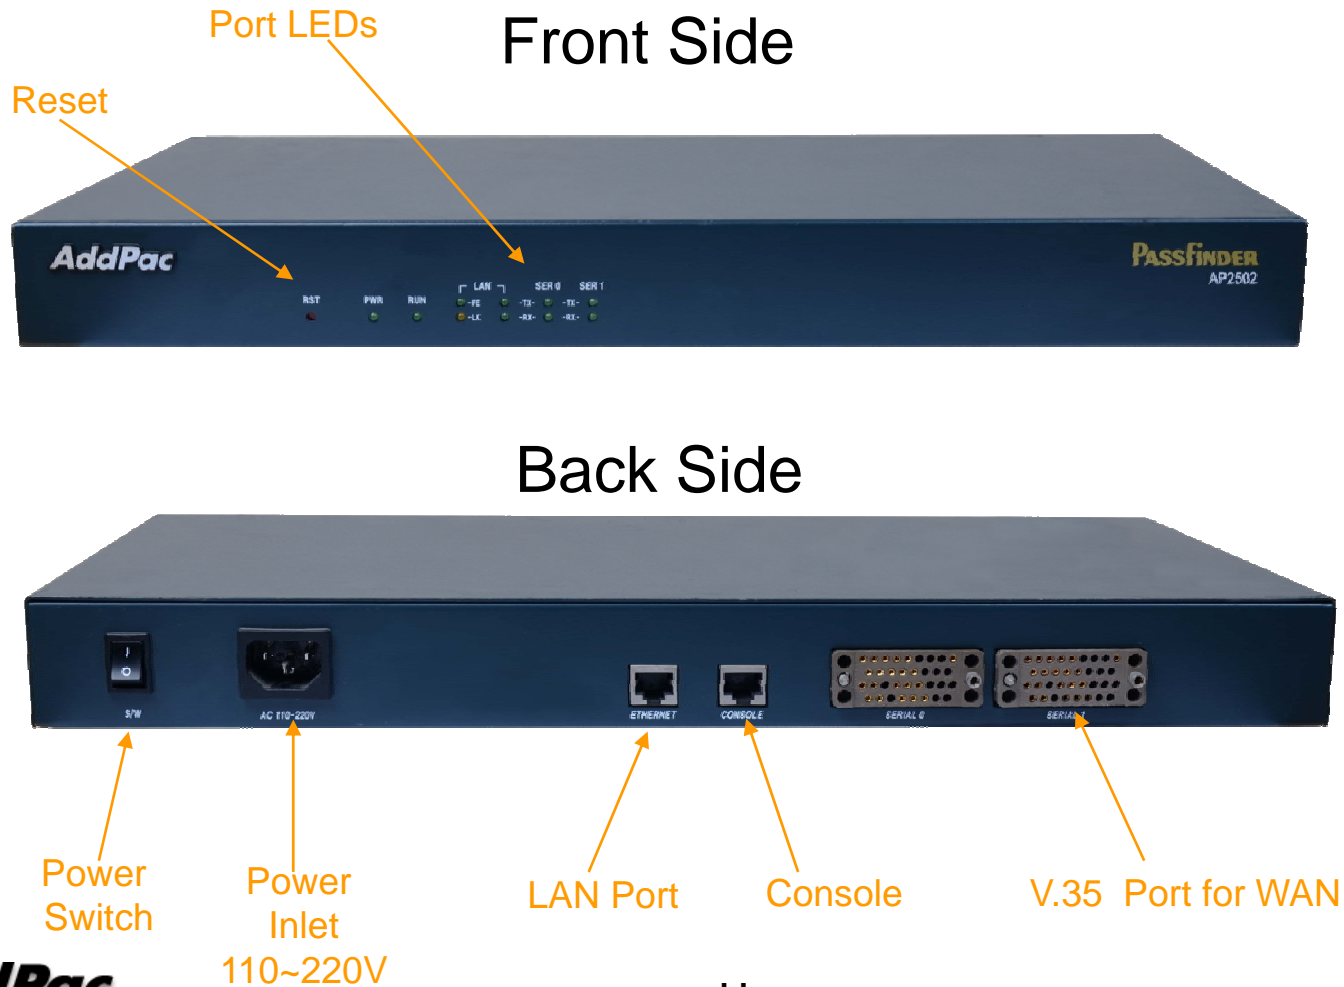 Port LEDs
Front Side
Reset
AddPac
PASSFINDER
AP2502
LAN SER 0 SER 1
RST PWR RUN
-FE -TX- -TX-
-LK -RX- -RX-
Back Side
S/W
AC 110-220V
ETHERNET
CONSOLE
SERIAL 0
SERIAL 1
Power
Switch
Power
Inlet
110~220V
LAN Port
Console
V.35 Port for WAN